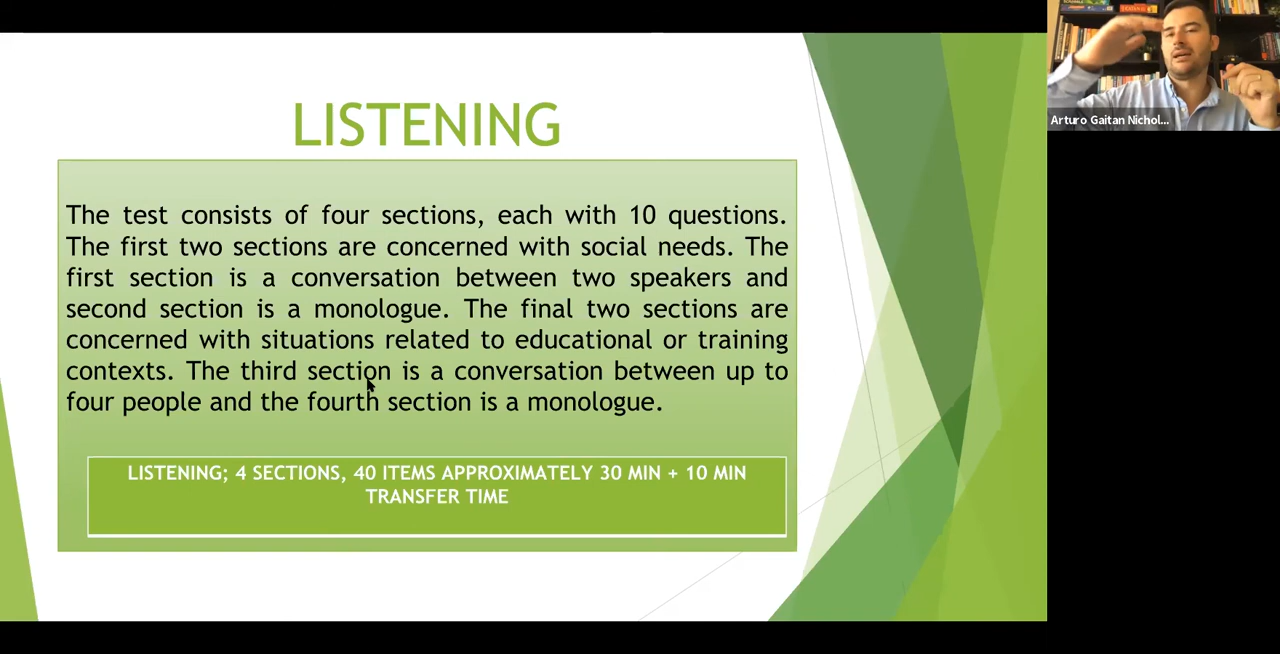 LISTENING
The test consists of four sections, each with 10 questions.
The first two sections are concerned with social needs. The
first section is a conversation between two speakers and
second section is a monologue. The final two sections are
concerned with situations related to educational or training
contexts. The third section is a conversation between up to
four people and the fourth section is a monologue.
LISTENING; 4 SECTIONS, 40 ITEMS APPROXIMATELY 30 MIN + 10 MIN
TRANSFER TIME
Arturo Gaitan Nichol...